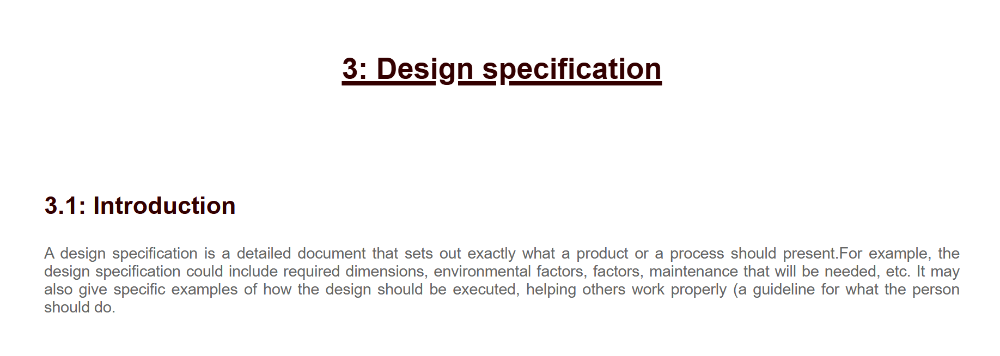 3: Design specification
3.1: Introduction
A design specification is a detailed document that sets out exactly what a product or a process should present.For example, the
design specification could include required dimensions, environmental factors, factors, maintenance that will be needed, etc. It may
also give specific examples of how the design should be executed, helping others work properly (a guideline for what the person
should do.